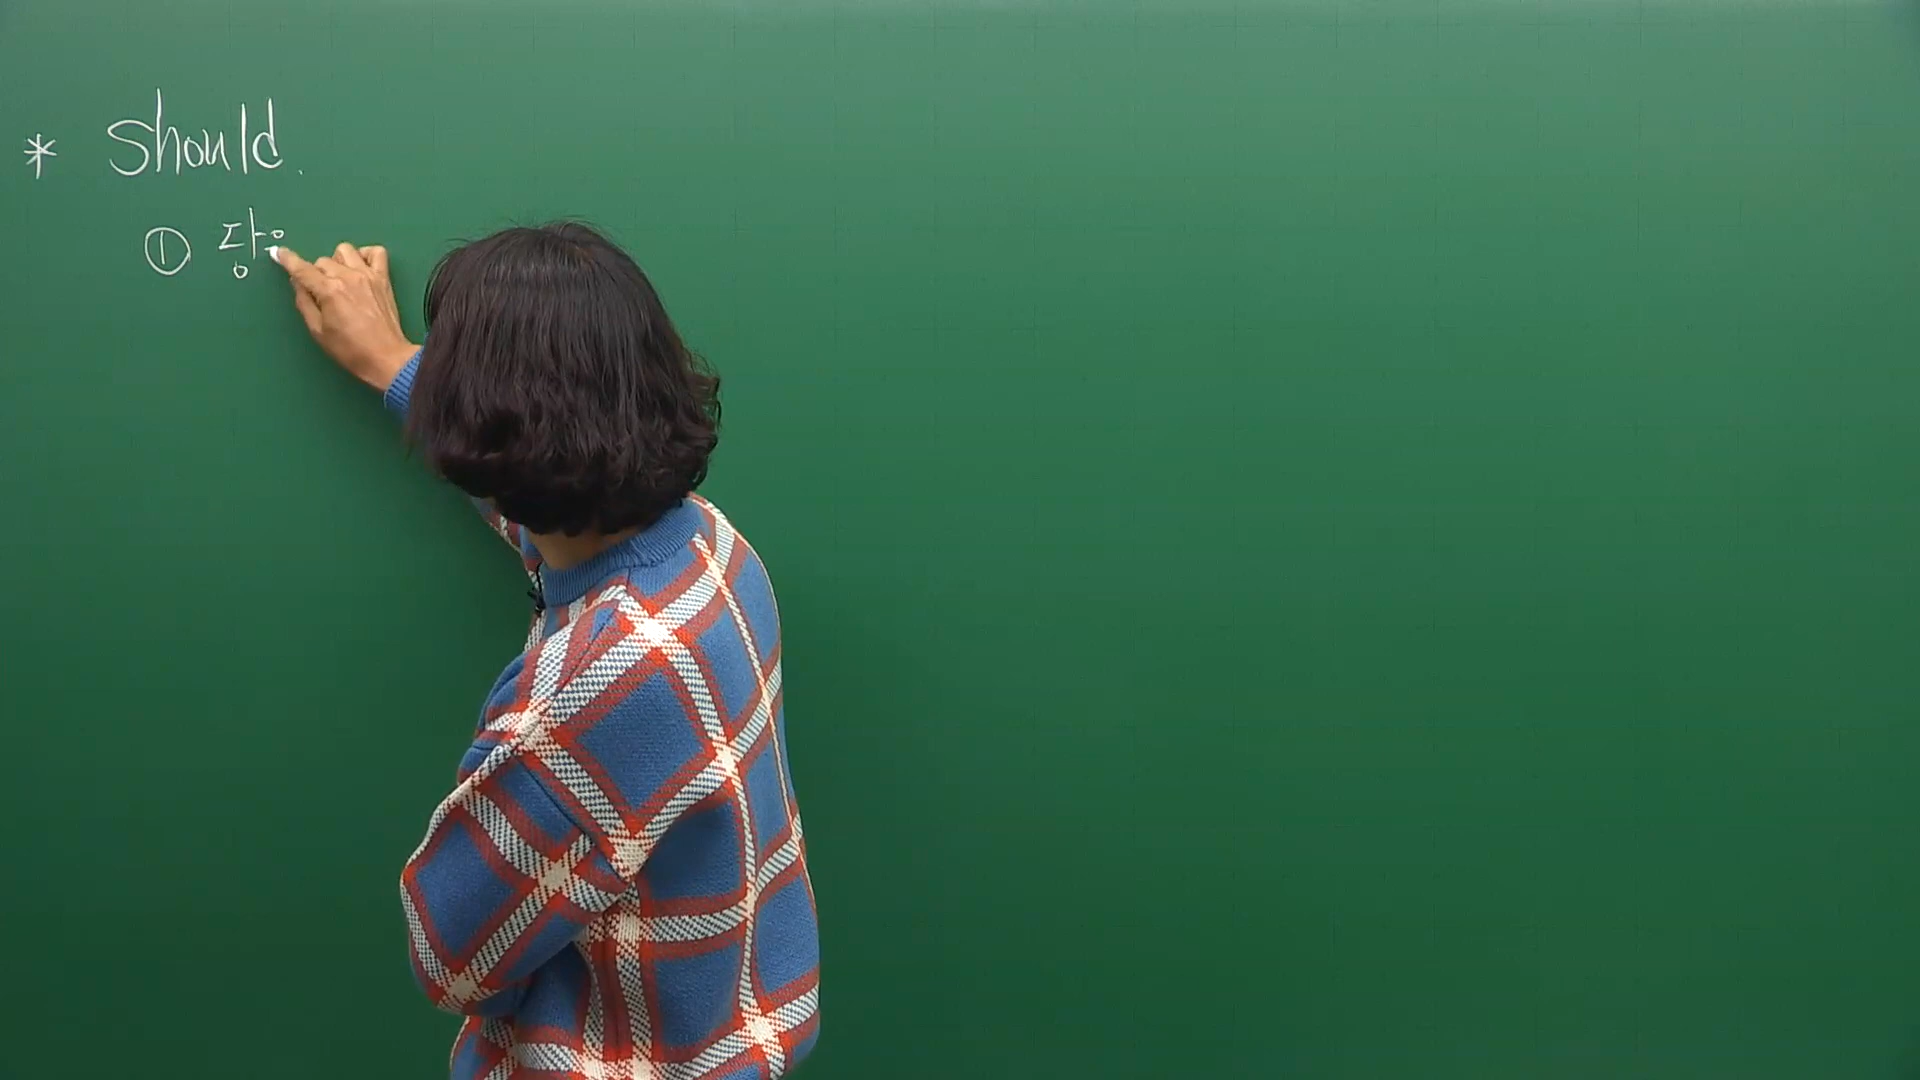 * Should.
① 당